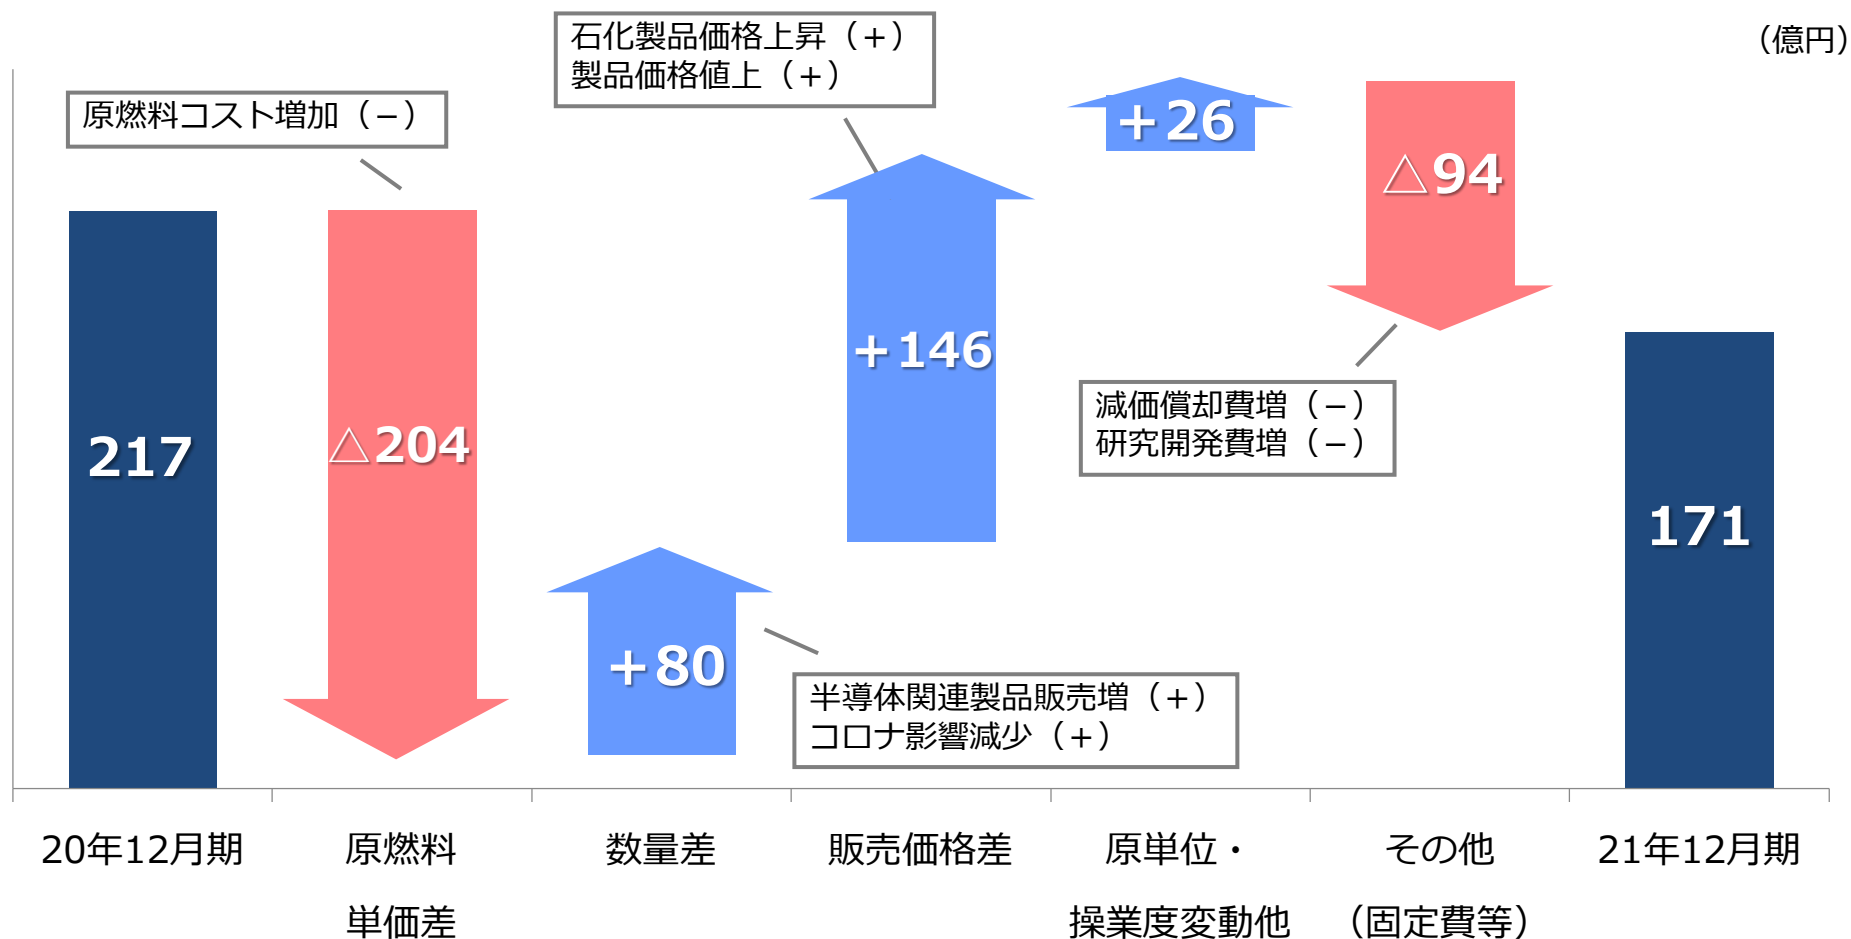 （億円）
石化製品価格上昇（＋）
製品価格値上（＋）
原燃料コスト増加（－）
＋26
△94
＋146
217
△204
減価償却費増（－）
研究開発費増（－）
171
＋80
半導体関連製品販売増（＋）
コロナ影響減少（＋）
20年12月期
原燃料
単価差
数量差
販売価格差
原単位・
操業度変動他
その他
（固定費等）
21年12月期